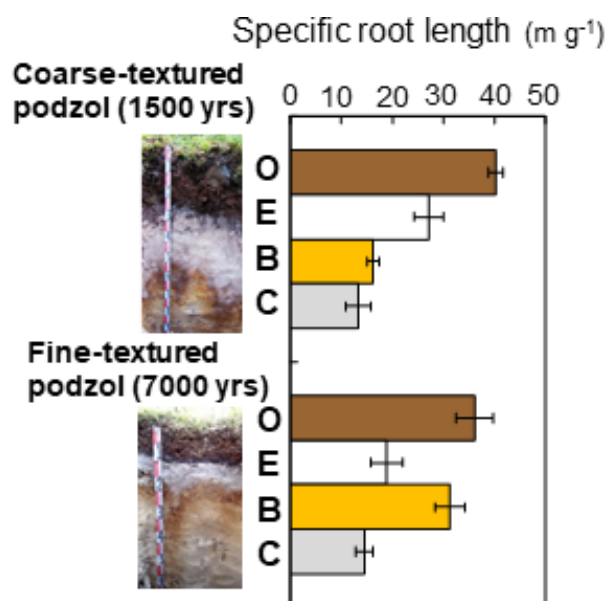 Specific root length (m g⁻¹)
Coarse-textured
podzol (1500 yrs)
0 10 20 30 40 50
O
E
B
C
Fine-textured
podzol (7000 yrs)
O
E
B
C